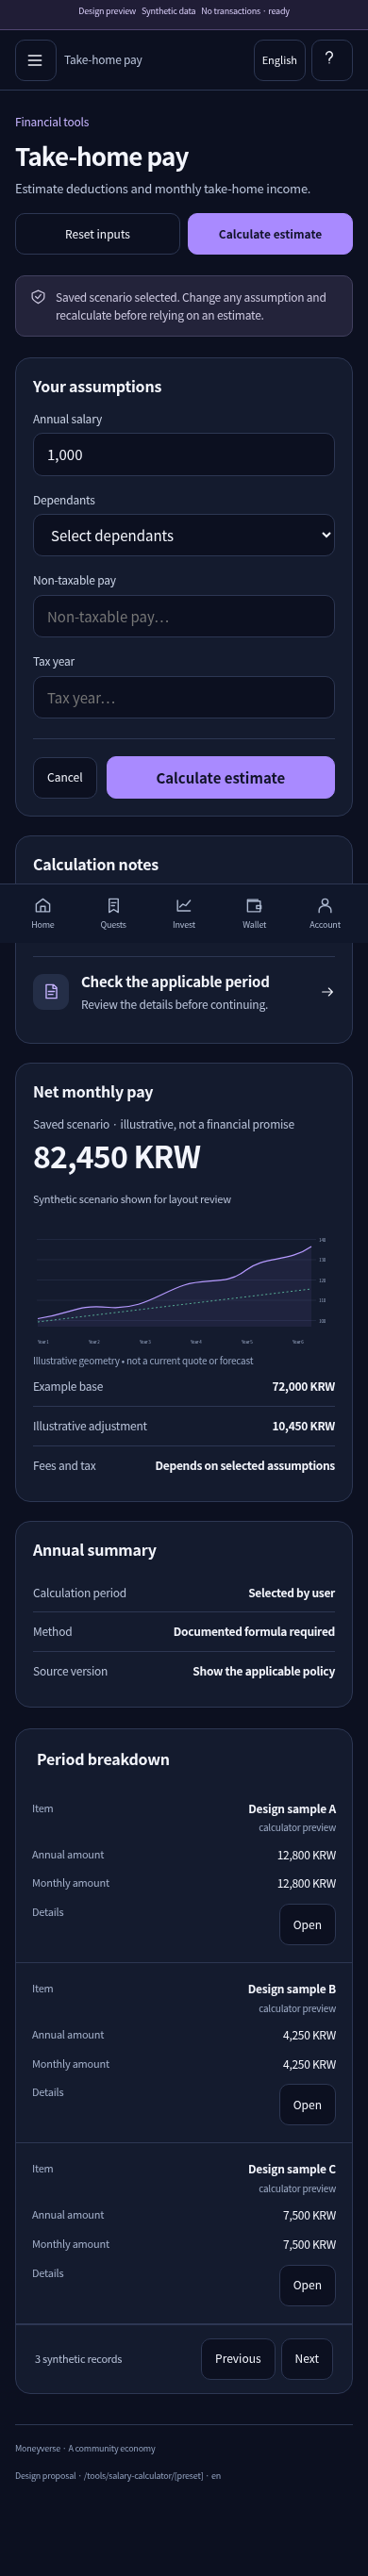 Design preview Synthetic data No transactions · ready
Take-home pay
English
?
Financial tools
Take-home pay
Estimate deductions and monthly take-home income.
Reset inputs
Calculate estimate
Saved scenario selected. Change any assumption and
recalculate before relying on an estimate.
Your assumptions
Annual salary
1,000
Dependants
Select dependants
Non-taxable pay
Non-taxable pay…
Tax year
Tax year…
Cancel
Calculate estimate
Calculation notes
Home
Quests
Invest
Wallet
Account
Check the applicable period
Review the details before continuing.
Net monthly pay
Saved scenario · illustrative, not a financial promise
82,450 KRW
Synthetic scenario shown for layout review
140
130
120
110
100
Year 1
Year 2
Year 3
Year 4
Year 5
Year 6
Illustrative geometry • not a current quote or forecast
Example base
72,000 KRW
Illustrative adjustment
10,450 KRW
Fees and tax
Depends on selected assumptions
Annual summary
Calculation period
Selected by user
Method
Documented formula required
Source version
Show the applicable policy
Period breakdown
Item
Design sample A
calculator preview
Annual amount
12,800 KRW
Monthly amount
12,800 KRW
Details
Open
Item
Design sample B
calculator preview
Annual amount
4,250 KRW
Monthly amount
4,250 KRW
Details
Open
Item
Design sample C
calculator preview
Annual amount
7,500 KRW
Monthly amount
7,500 KRW
Details
Open
3 synthetic records
Previous
Next
Moneyverse · A community economy
Design proposal · /tools/salary-calculator/[preset] · en